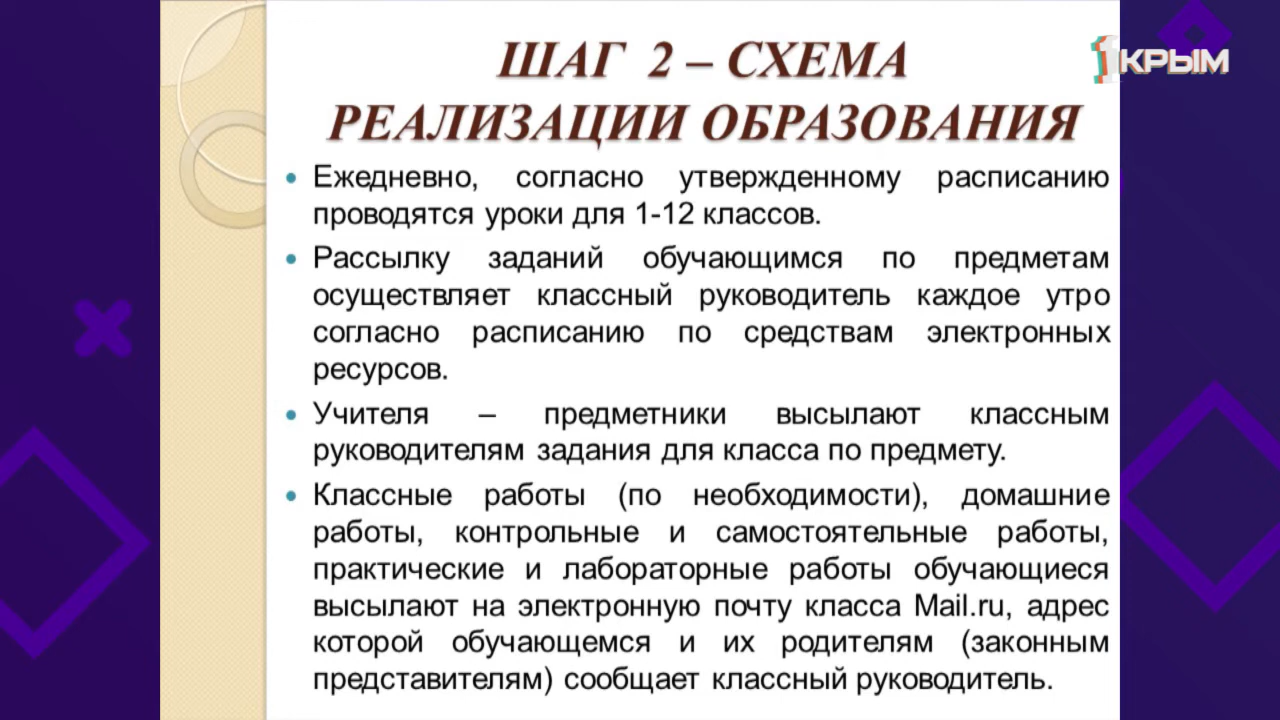 ШАГ 2 – СХЕМА
РЕАЛИЗАЦИИ ОБРАЗОВАНИЯ
1КРЫМ
• Ежедневно, согласно утвержденному расписанию
проводятся уроки для 1-12 классов.
• Рассылку заданий обучающимся по предметам
осуществляет классный руководитель каждое утро
согласно расписанию по средствам электронных
ресурсов.
• Учителя – предметники высылают классным
руководителям задания для класса по предмету.
• Классные работы (по необходимости), домашние
работы, контрольные и самостоятельные работы,
практические и лабораторные работы обучающиеся
высылают на электронную почту класса Mail.ru, адрес
которой обучающемся и их родителям (законным
представителям) сообщает классный руководитель.